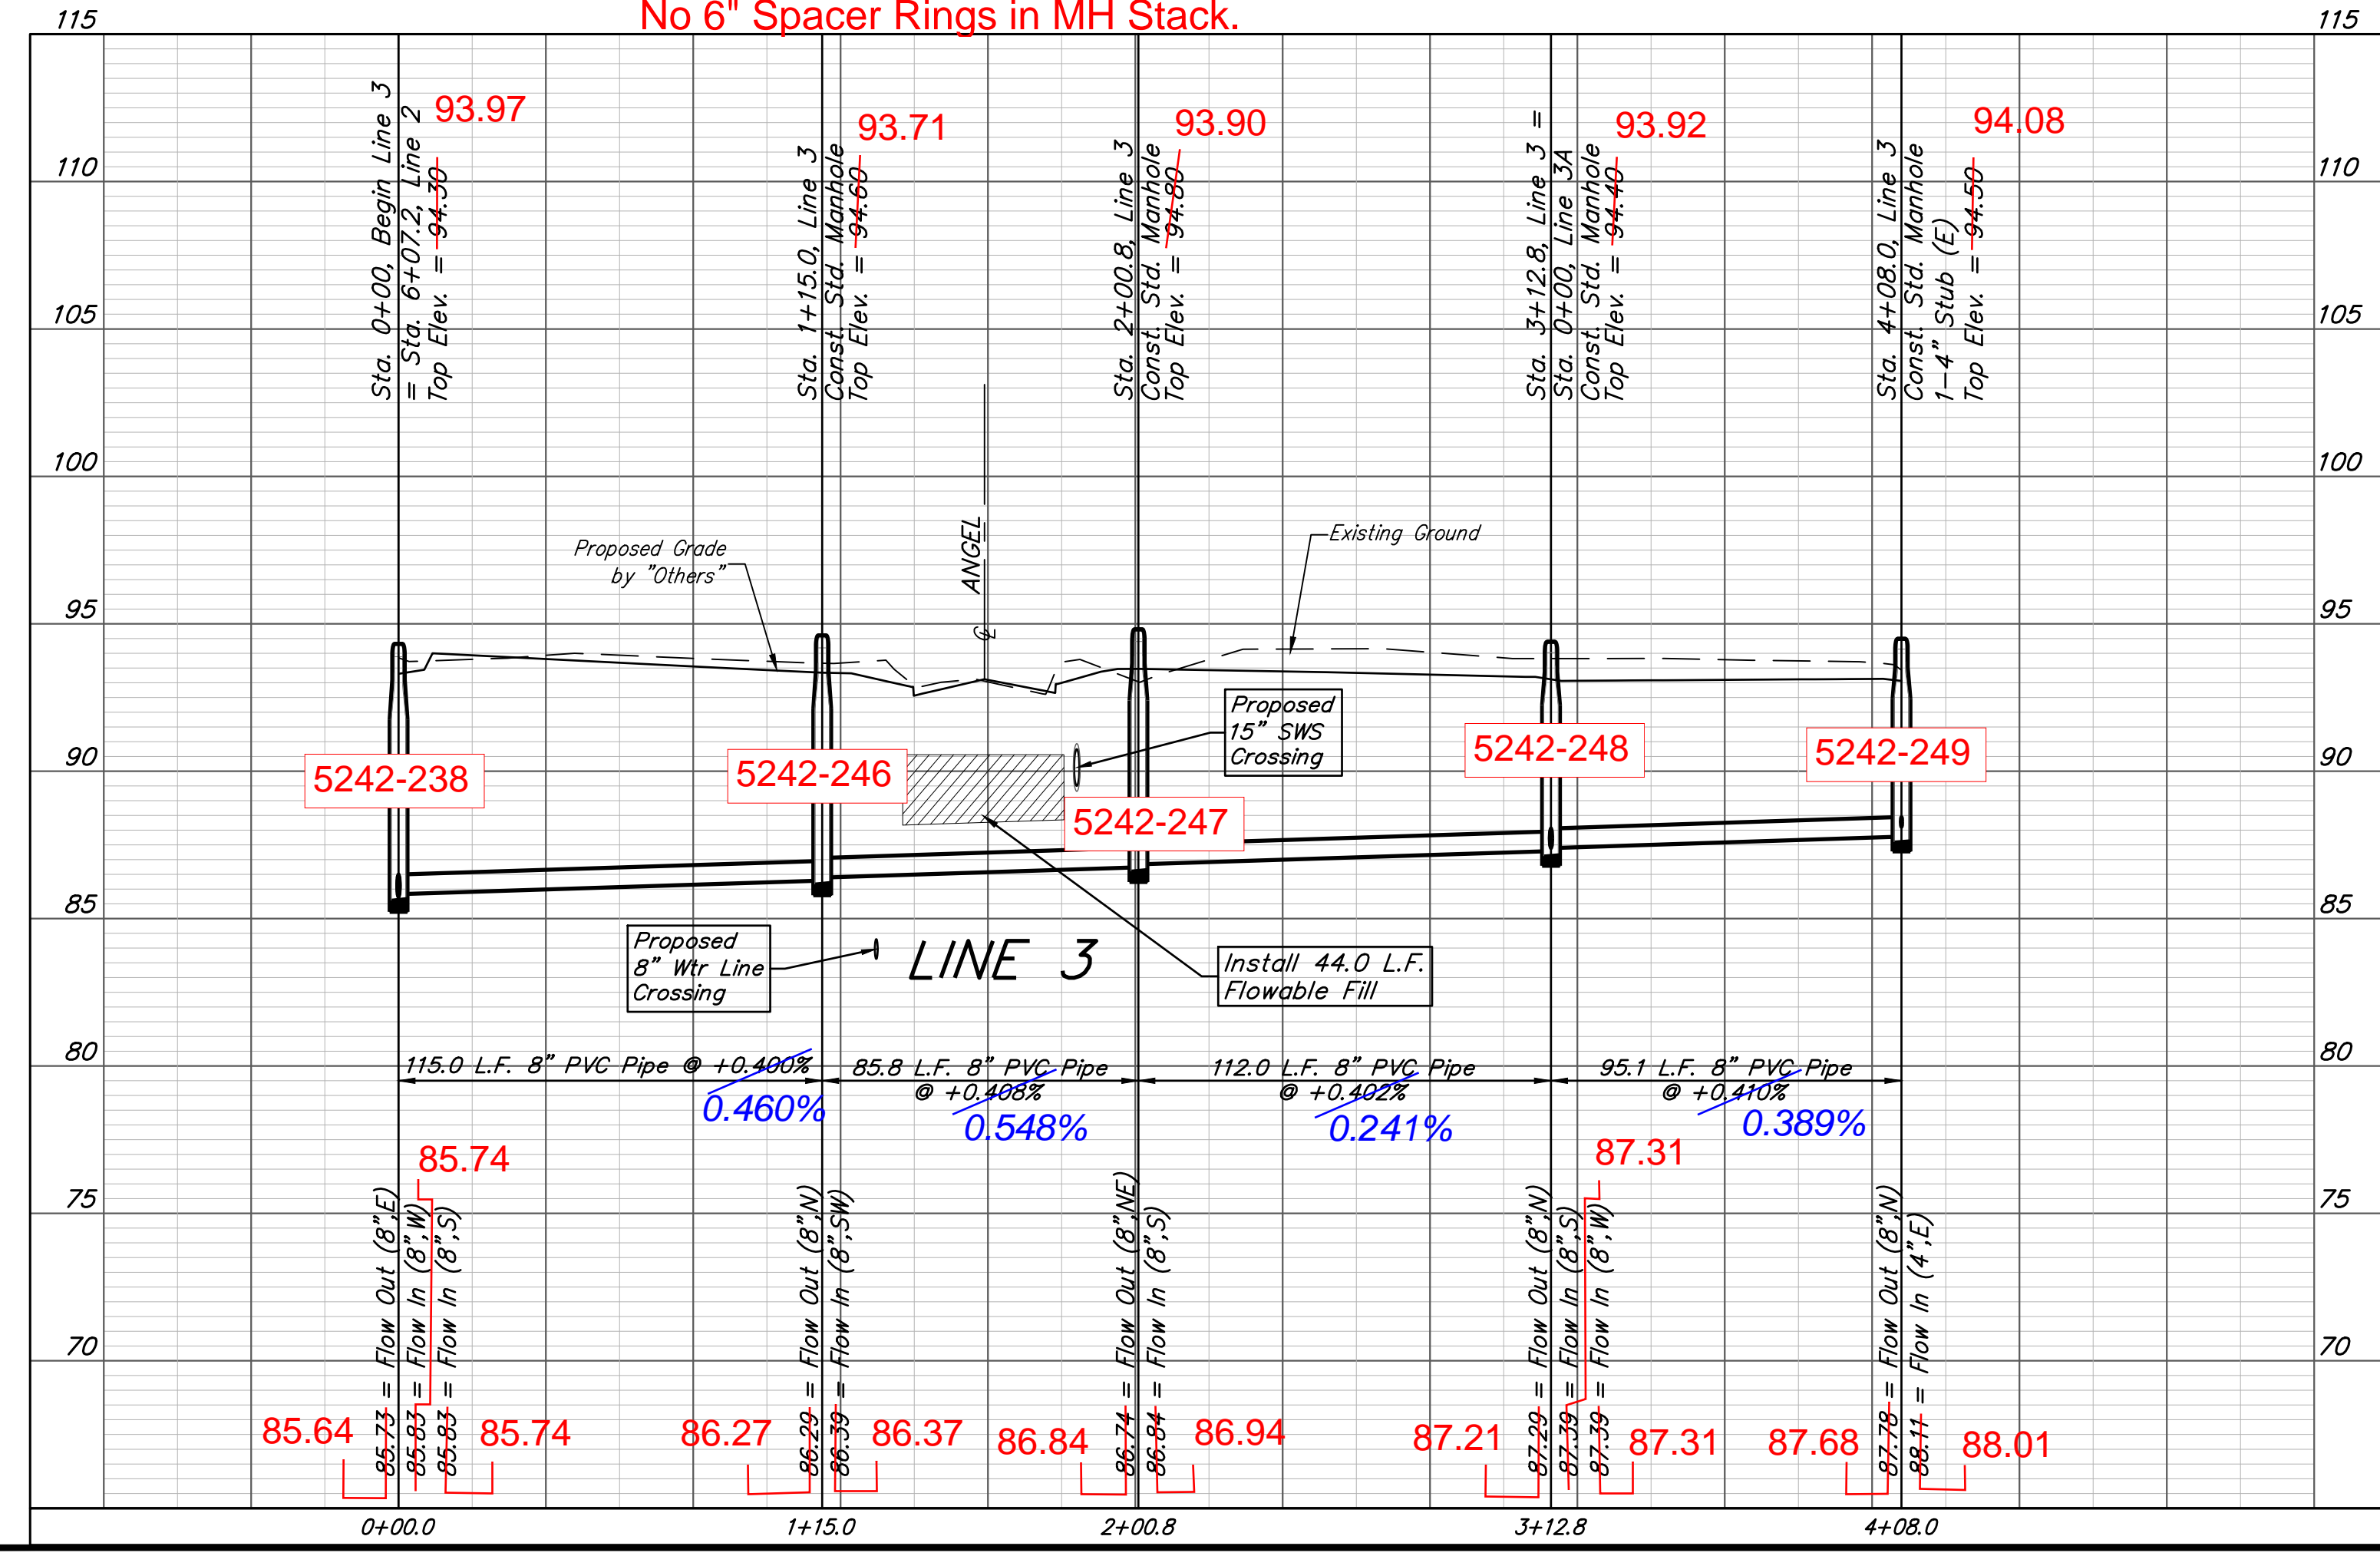 No 6" Spacer Rings in MH Stack.
115
115
110
110
105
105
100
100
95
95
90
90
85
85
80
80
75
75
70
70
Sta. 0+00, Begin Line 3
= Sta. 6+07.2, Line 2
Top Elev. = 94.30
93.97
Sta. 1+15.0, Line 3
Const. Std. Manhole
Top Elev. = 94.60
93.71
Sta. 2+00.8, Line 3
Const. Std. Manhole
Top Elev. = 94.80
93.90
Sta. 3+12.8, Line 3 =
Sta. 0+00, Line 3A
Const. Std. Manhole
Top Elev. = 94.40
93.92
Sta. 4+08.0, Line 3
Const. Std. Manhole
1-4" Stub (E)
Top Elev. = 94.50
94.08
Proposed Grade
by "Others"
ANGEL
℄
Existing Ground
Proposed
15" SWS
Crossing
5242-238
5242-246
5242-247
5242-248
5242-249
Proposed
8" Wtr Line
Crossing
LINE 3
Install 44.0 L.F.
Flowable Fill
115.0 L.F. 8" PVC Pipe @ +0.400%
0.460%
85.8 L.F. 8" PVC Pipe
@ +0.408%
0.548%
112.0 L.F. 8" PVC Pipe
@ +0.402%
0.241%
95.1 L.F. 8" PVC Pipe
@ +0.410%
0.389%
85.73 = Flow Out (8",E)
85.83 = Flow In (8",W)
85.83 = Flow In (8",S)
85.64
85.74
85.74
86.29 = Flow Out (8",N)
86.39 = Flow In (8",SW)
86.27
86.37
86.74 = Flow Out (8",NE)
86.84 = Flow In (8",S)
86.84
86.94
87.29 = Flow Out (8",N)
87.39 = Flow In (8",S)
87.39 = Flow In (8",W)
87.21
87.31
87.31
87.78 = Flow Out (8",N)
88.11 = Flow In (4",E)
87.68
88.01
0+00.0
1+15.0
2+00.8
3+12.8
4+08.0